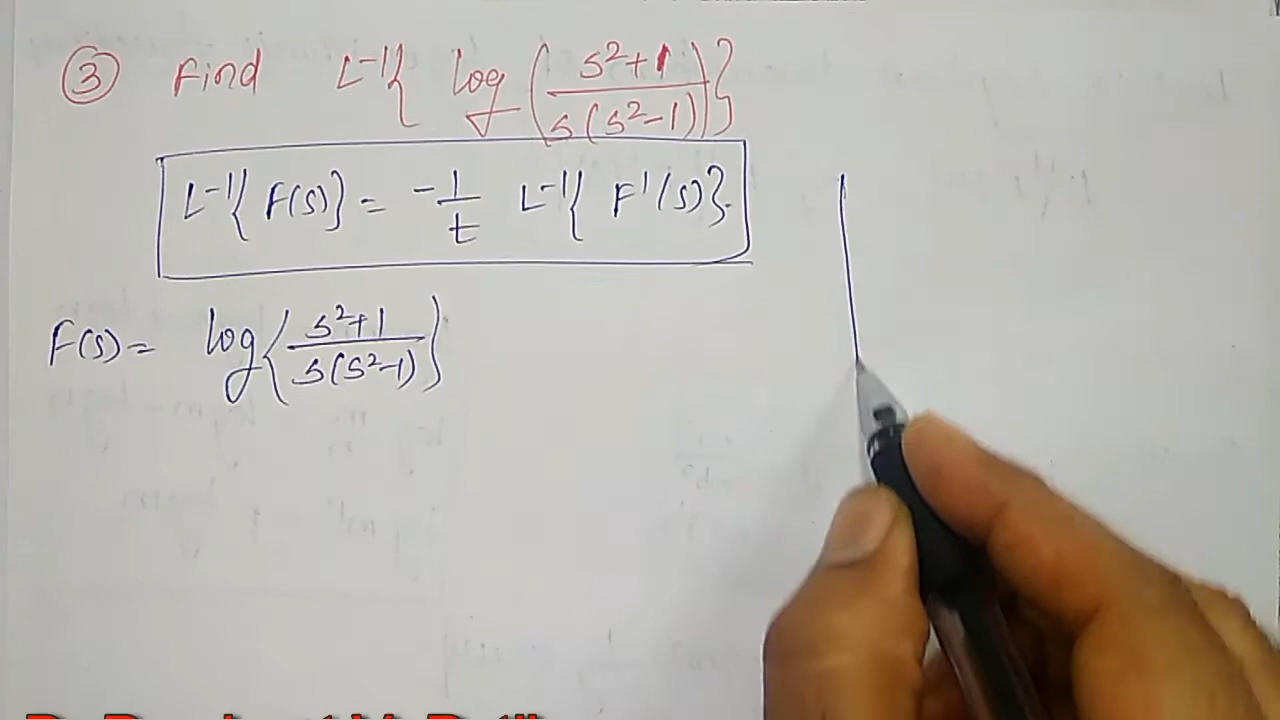 ③ Find L⁻¹{ log ( (s²+1) / (s(s²-1)) ) }
L⁻¹{ F(s)} = -1/t L⁻¹{ F'(s)}.
F(s) = log { (s²+1) / (s(s²-1)) }